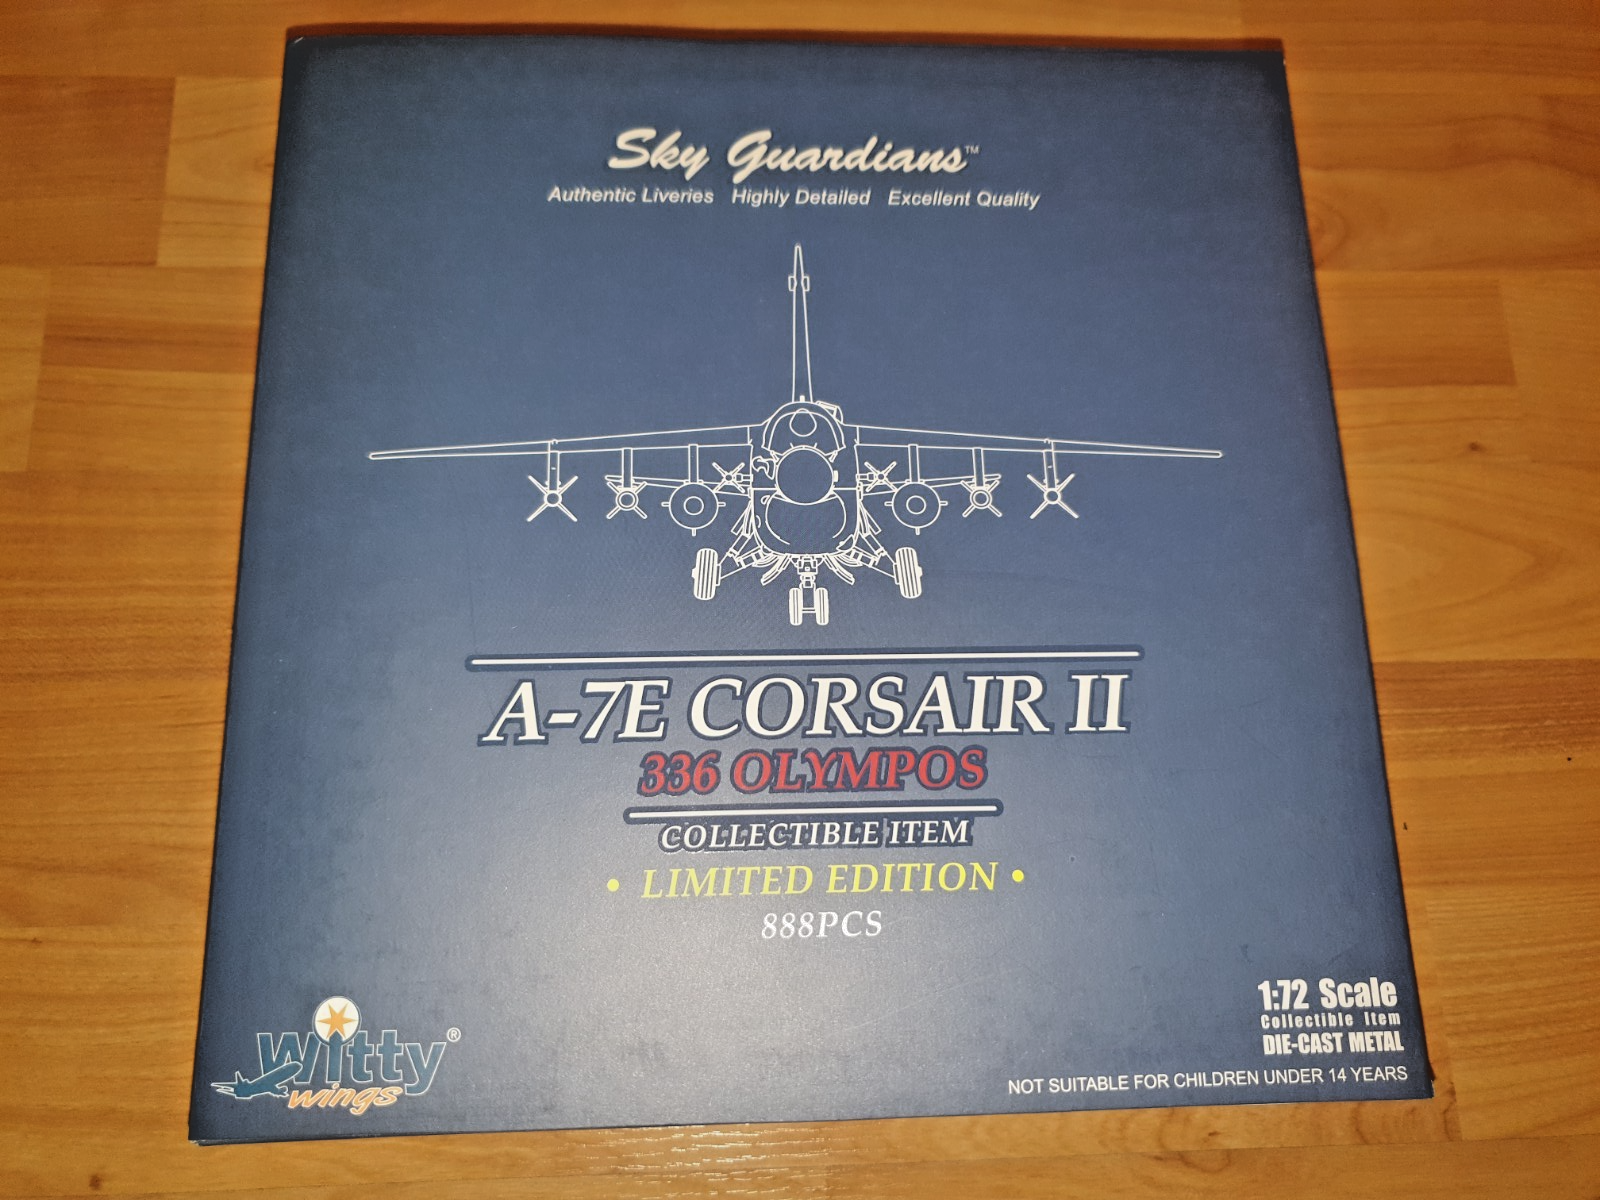 Sky Guardians™
Authentic Liveries Highly Detailed Excellent Quality
A-7E CORSAIR II
336 OLYMPOS
COLLECTIBLE ITEM
• LIMITED EDITION •
888PCS
witty®
wings
1:72 Scale
Collectible Item
DIE-CAST METAL
NOT SUITABLE FOR CHILDREN UNDER 14 YEARS